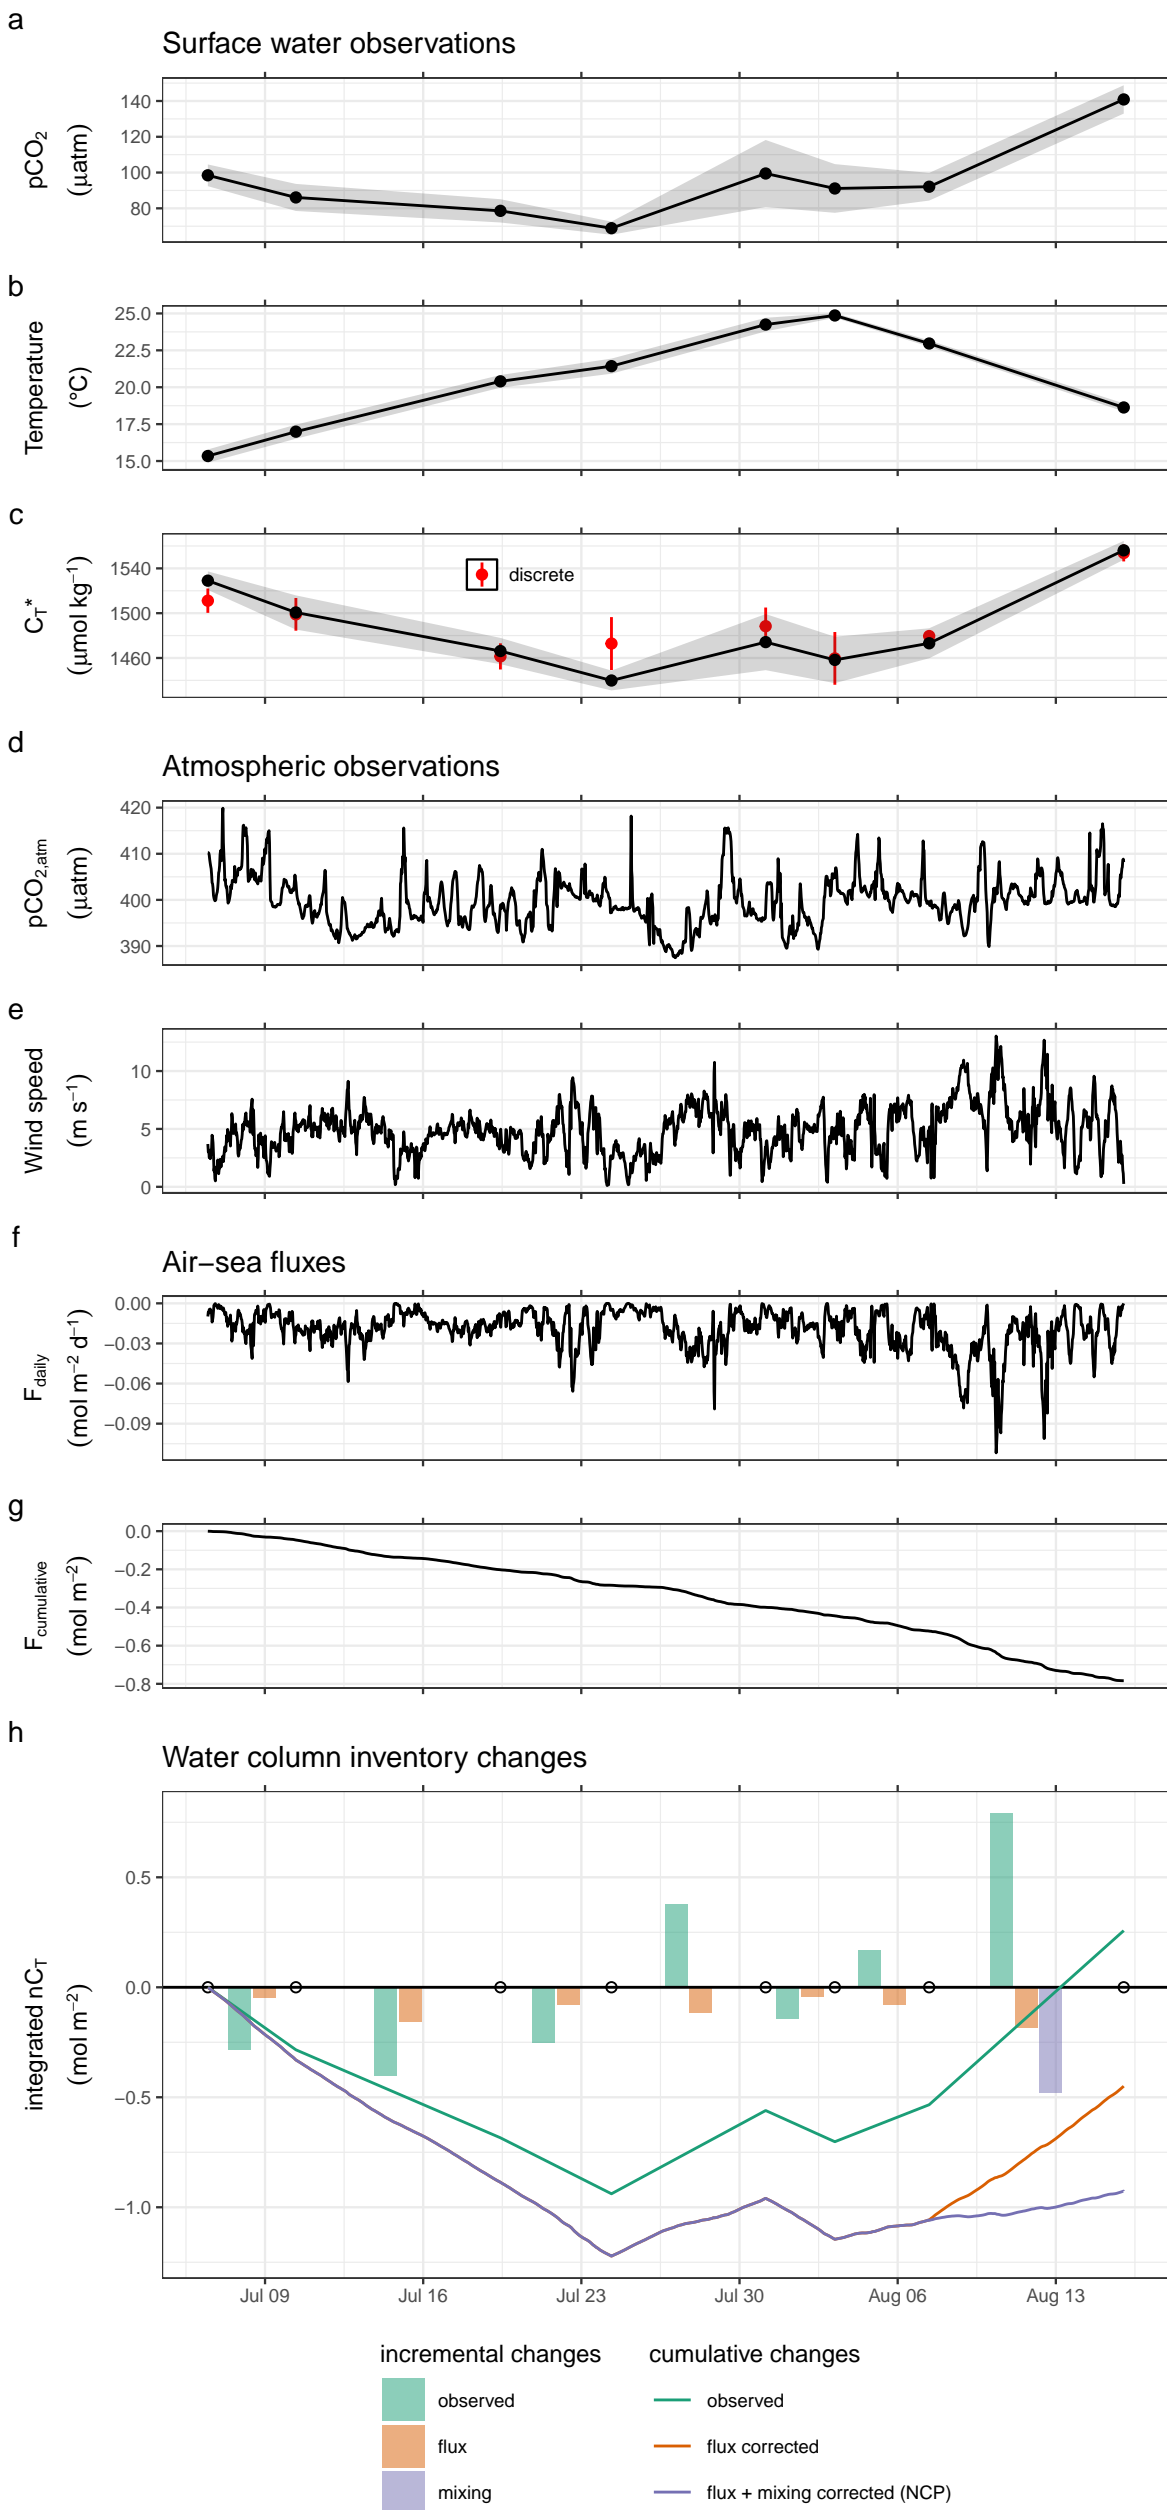 a
Surface water observations
pCO₂
(µatm)
140
120
100
80
b
Temperature
(°C)
25.0
22.5
20.0
17.5
15.0
c
C_T*
(µmol kg⁻¹)
1540
1500
1460
discrete
d
Atmospheric observations
pCO₂,atm
(µatm)
420
410
400
390
e
Wind speed
(m s⁻¹)
10
5
0
f
Air−sea fluxes
F_daily
(mol m⁻² d⁻¹)
0.00
−0.03
−0.06
−0.09
g
F_cumulative
(mol m⁻²)
0.0
−0.2
−0.4
−0.6
−0.8
h
Water column inventory changes
integrated nC_T
(mol m⁻²)
0.5
0.0
−0.5
−1.0
Jul 09 Jul 16 Jul 23 Jul 30 Aug 06 Aug 13
incremental changes
observed
flux
mixing
cumulative changes
observed
flux corrected
flux + mixing corrected (NCP)